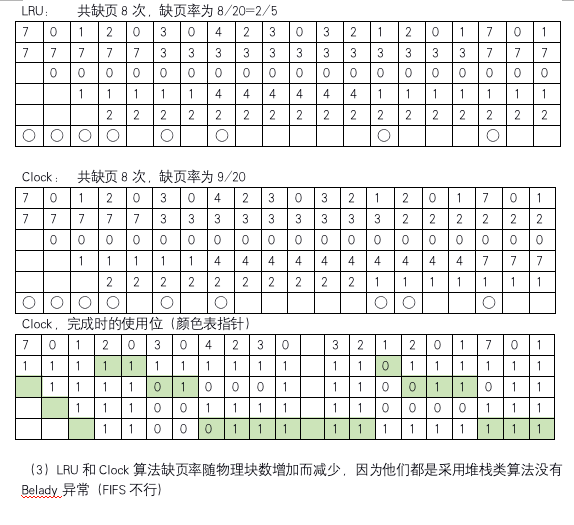 LRU： 共缺页 8 次，缺页率为 8/20=2/5
7 0 1 2 0 3 0 4 2 3 0 3 2 1 2 0 1 7 0 1
7 7 7 7 7 3 3 3 3 3 3 3 3 3 3 3 3 7 7 7
0 0 0 0 0 0 0 0 0 0 0 0 0 0 0 0 0 0 0
1 1 1 1 1 4 4 4 4 4 4 1 1 1 1 1 1 1
2 2 2 2 2 2 2 2 2 2 2 2 2 2 2 2 2
○ ○ ○ ○ ○ ○ ○ ○
Clock： 共缺页 8 次，缺页率为 9/20
7 0 1 2 0 3 0 4 2 3 0 3 2 1 2 0 1 7 0 1
7 7 7 7 7 3 3 3 3 3 3 3 3 3 2 2 2 2 2 2
0 0 0 0 0 0 0 0 0 0 0 0 0 0 0 0 0 0 0
1 1 1 1 1 4 4 4 4 4 4 4 4 4 4 7 7 7
2 2 2 2 2 2 2 2 2 2 1 1 1 1 1 1 1
○ ○ ○ ○ ○ ○ ○ ○ ○
Clock，完成时的使用位（颜色表指针）
7 0 1 2 0 3 0 4 2 3 0 3 2 1 2 0 1 7 0 1
1 1 1 1 1 1 1 1 1 1 1 1 1 0 1 1 1 1 1 1
1 1 1 1 0 1 0 0 0 1 1 1 0 0 1 1 0 1 1
1 1 1 0 0 1 1 1 1 1 1 0 0 0 0 1 1 1
1 1 0 0 0 1 1 1 1 1 1 1 1 1 1 1 1
（3）LRU 和 Clock 算法缺页率随物理块数增加而减少，因为他们都是采用堆栈类算法没有
Belady 异常（FIFS 不行）